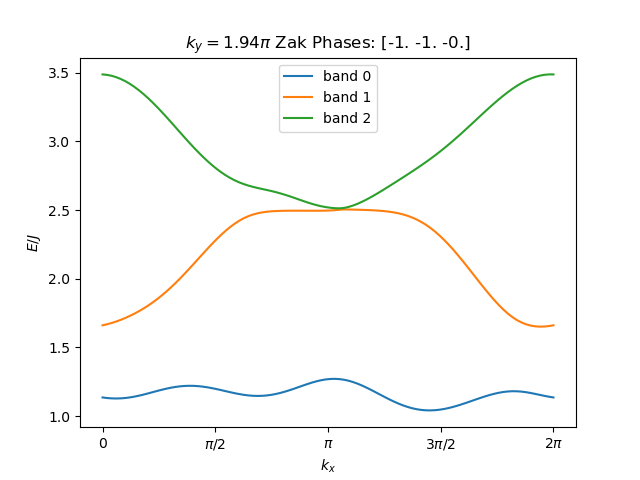 k_y = 1.94π Zak Phases: [-1. -1. -0.]
band 0
band 1
band 2
3.5
3.0
2.5
2.0
1.5
1.0
E/J
0 π/2 π 3π/2 2π
k_x